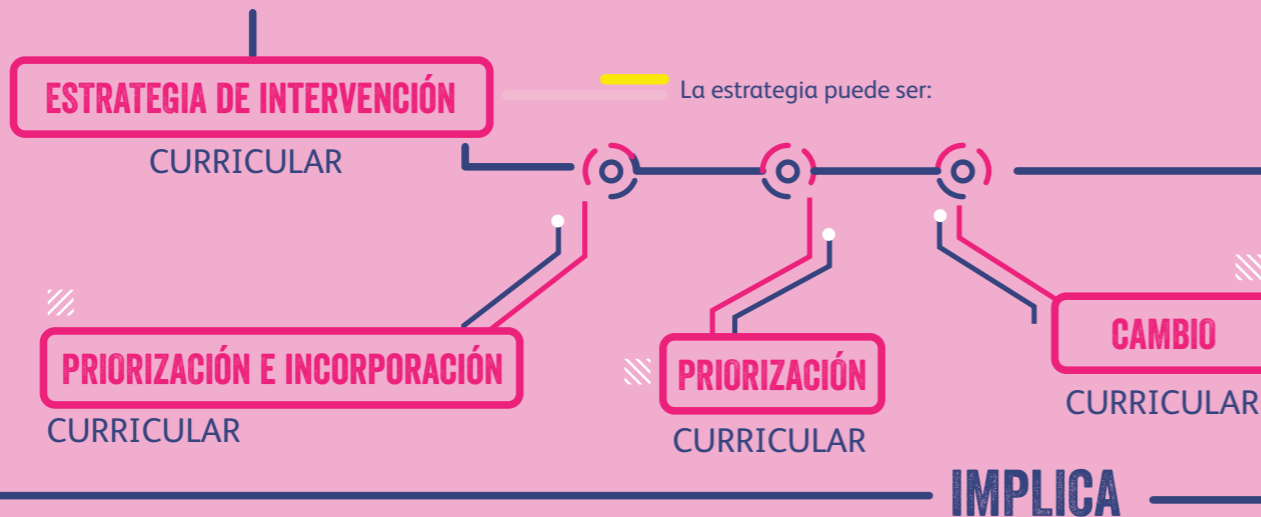 ESTRATEGIA DE INTERVENCIÓN
CURRICULAR
La estrategia puede ser:
PRIORIZACIÓN E INCORPORACIÓN
CURRICULAR
PRIORIZACIÓN
CURRICULAR
CAMBIO
CURRICULAR
IMPLICA